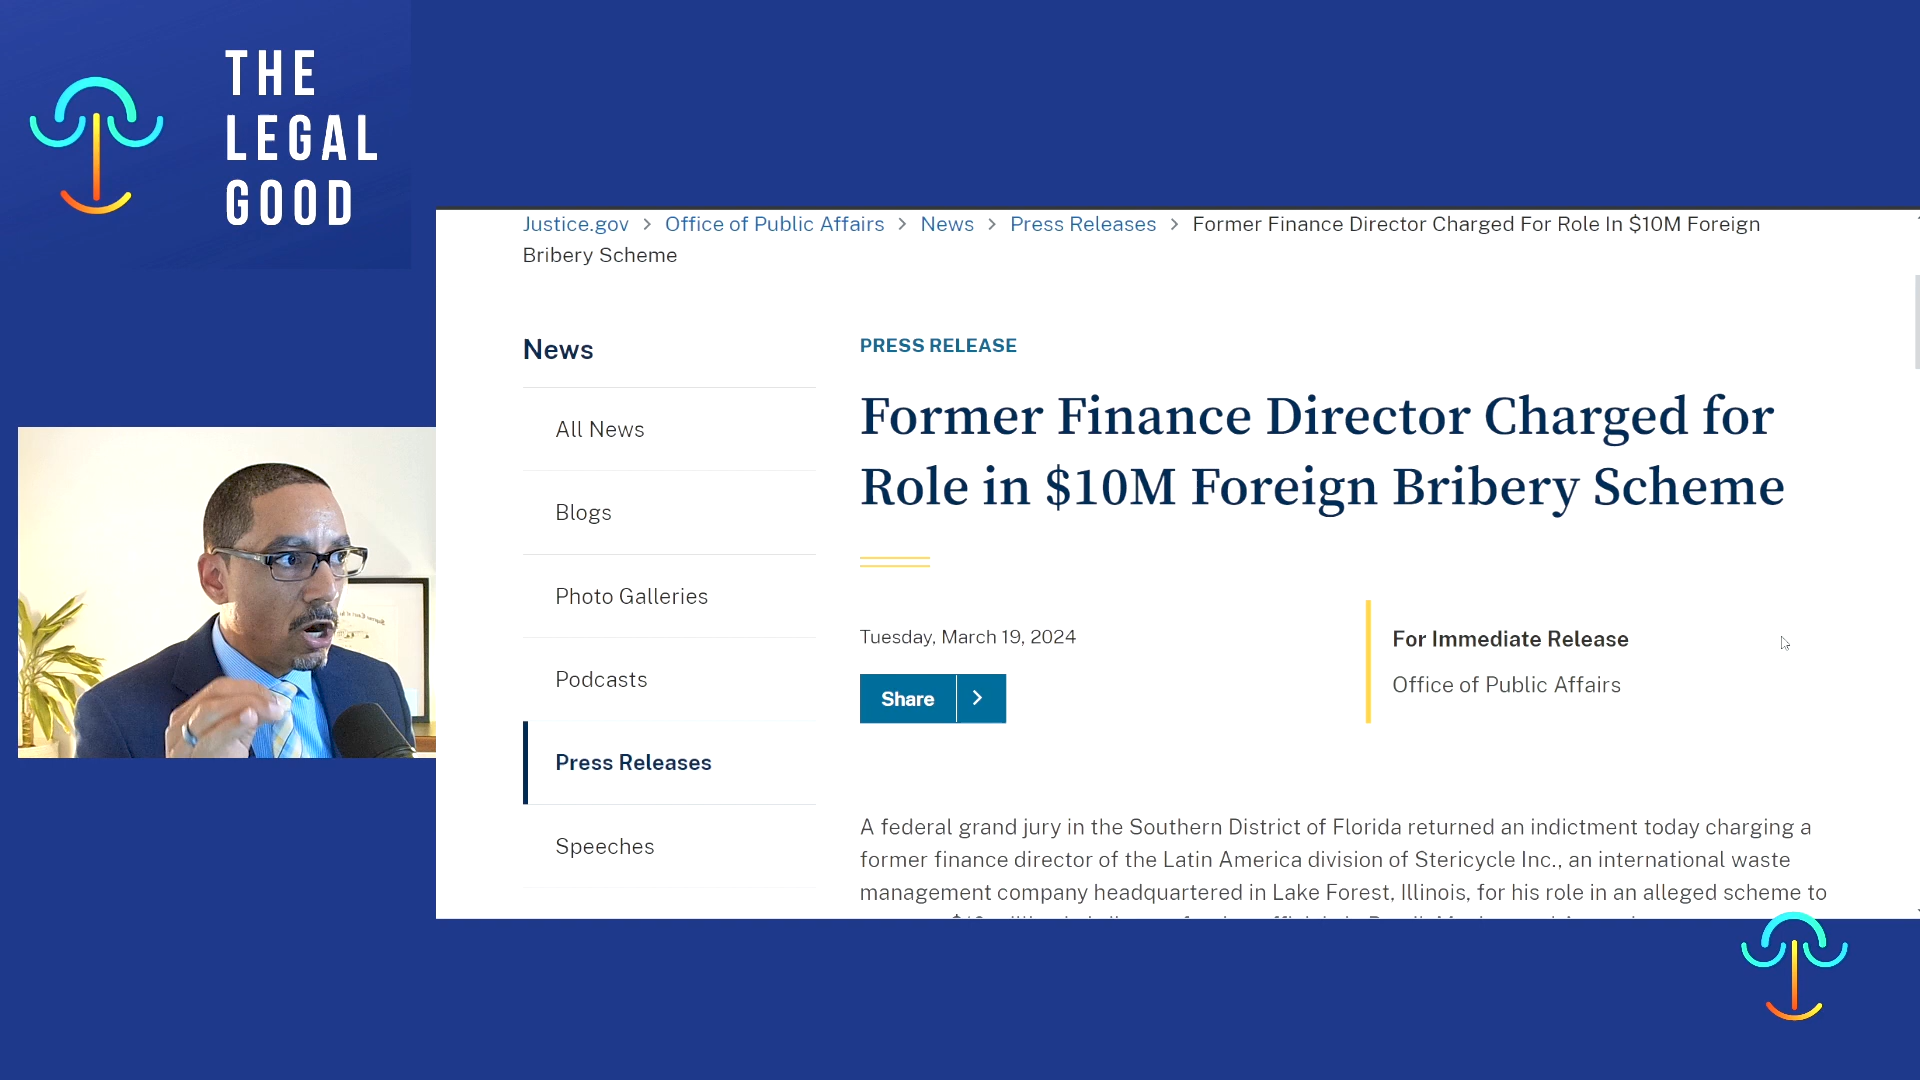 THE
LEGAL
GOOD
Justice.gov > Office of Public Affairs > News > Press Releases > Former Finance Director Charged For Role In $10M Foreign
Bribery Scheme
News
All News
Blogs
Photo Galleries
Podcasts
Press Releases
Speeches
PRESS RELEASE
Former Finance Director Charged for
Role in $10M Foreign Bribery Scheme
Tuesday, March 19, 2024
Share >
For Immediate Release
Office of Public Affairs
A federal grand jury in the Southern District of Florida returned an indictment today charging a
former finance director of the Latin America division of Stericycle Inc., an international waste
management company headquartered in Lake Forest, Illinois, for his role in an alleged scheme to